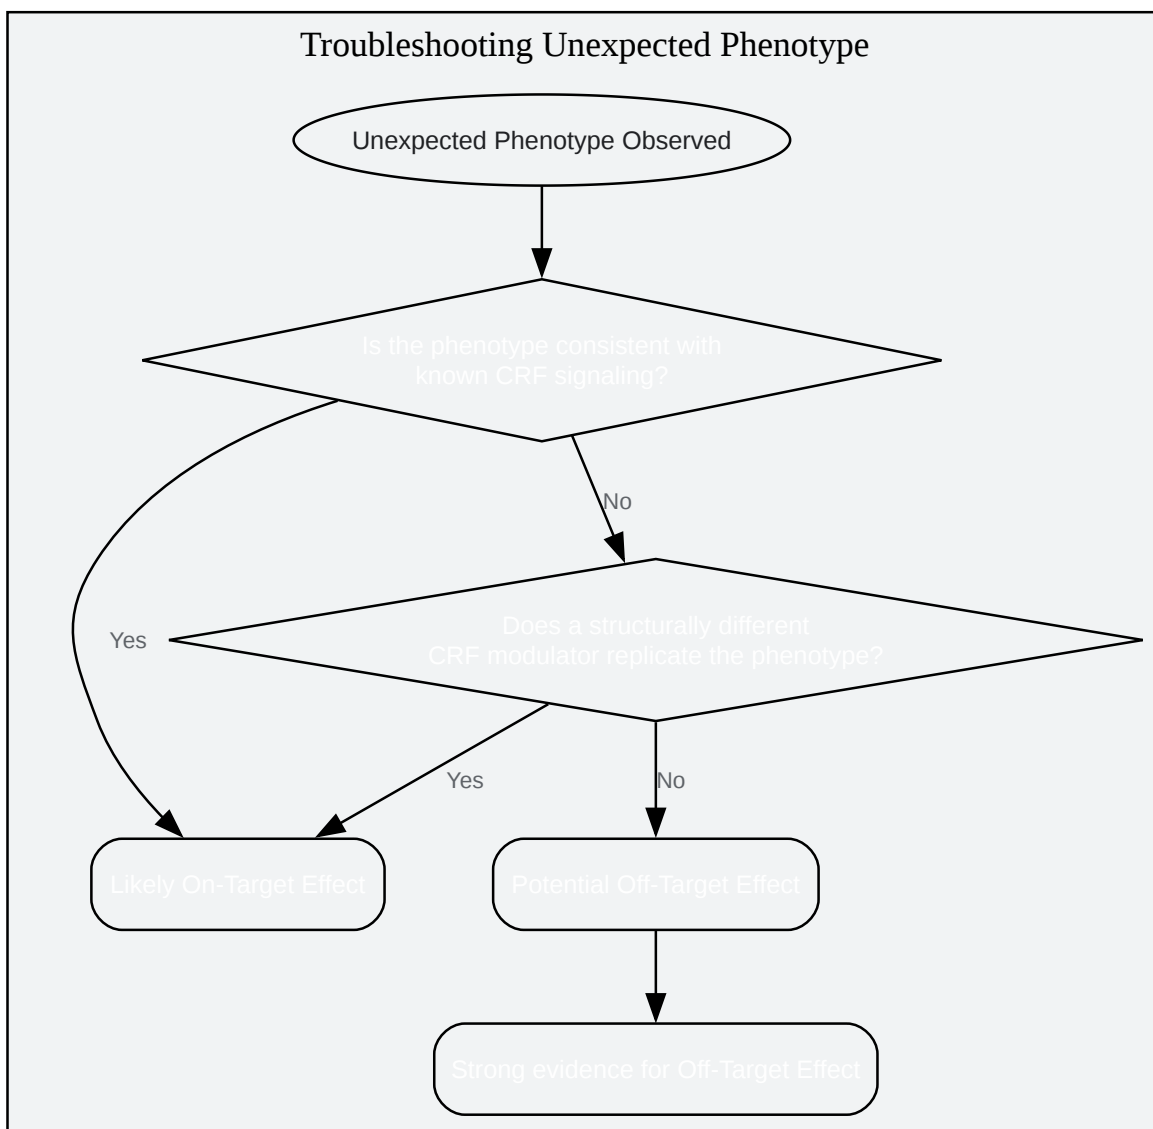 Troubleshooting Unexpected Phenotype
Unexpected Phenotype Observed
Is the phenotype consistent with
known CRF signaling?
No
Does a structurally different
CRF modulator replicate the phenotype?
Yes
Yes
No
Likely On-Target Effect
Potential Off-Target Effect
Strong evidence for Off-Target Effect